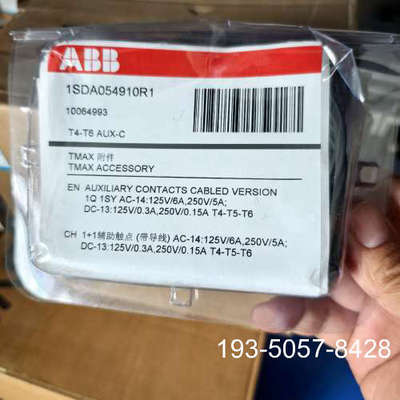 ABB
1SDA054910R1
10064993
T4-T6 AUX-C
TMAX 附件
TMAX ACCESSORY
EN AUXILIARY CONTACTS CABLED VERSION
1Q 1SY AC-14:125V/6A,250V/5A;
DC-13:125V/0.3A,250V/0.15A T4-T5-T6
CH 1+1辅助触点 (带导线) AC-14:125V/6A,250V/5A;
DC-13:125V/0.3A,250V/0.15A T4-T5-T6
193-5057-8428